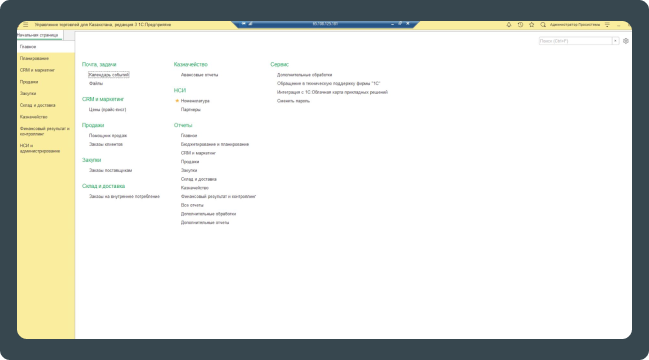 Управление торговлей для Казахстана, редакция 3 1С:Предприятие
Начальная страница
Поиск (Ctrl+F)
Главное
Планирование
CRM и маркетинг
Продажи
Закупки
Склад и доставка
Казначейство
Финансовый результат и
контроллинг
НСИ и
администрирование
Почта, задачи
Календарь событий
Файлы
CRM и маркетинг
Цены (прайс-лист)
Продажи
Помощник продаж
Заказы клиентов
Закупки
Заказы поставщикам
Склад и доставка
Заказы на внутреннее потребление
Казначейство
Авансовые отчеты
НСИ
Номенклатура
Партнеры
Отчеты
Главное
Бюджетирование и планирование
CRM и маркетинг
Продажи
Закупки
Склад и доставка
Казначейство
Финансовый результат и контроллинг
Все отчеты
Дополнительные обработки
Дополнительные отчеты
Сервис
Дополнительные обработки
Обращение в техническую поддержку фирмы "1С"
Интеграция с 1С Облачная карта прикладных решений
Сменить пароль